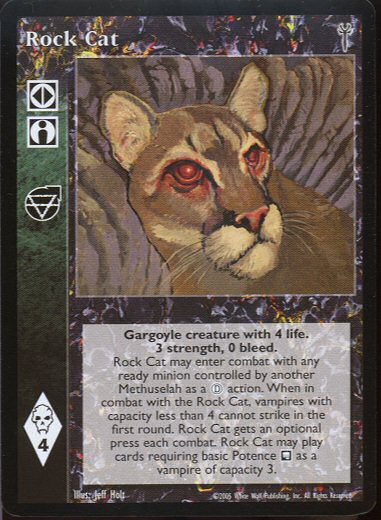 Rock Cat
Gargoyle creature with 4 life.
3 strength, 0 bleed.
Rock Cat may enter combat with any
ready minion controlled by another
Methuselah as a D action. When in
combat with the Rock Cat, vampires with
capacity less than 4 cannot strike in the
first round. Rock Cat gets an optional
press each combat. Rock Cat may play
cards requiring basic Potence as a
vampire of capacity 3.
4
Illus: Jeff Holt
©2005 White Wolf Publishing, Inc. All Rights Reserved.